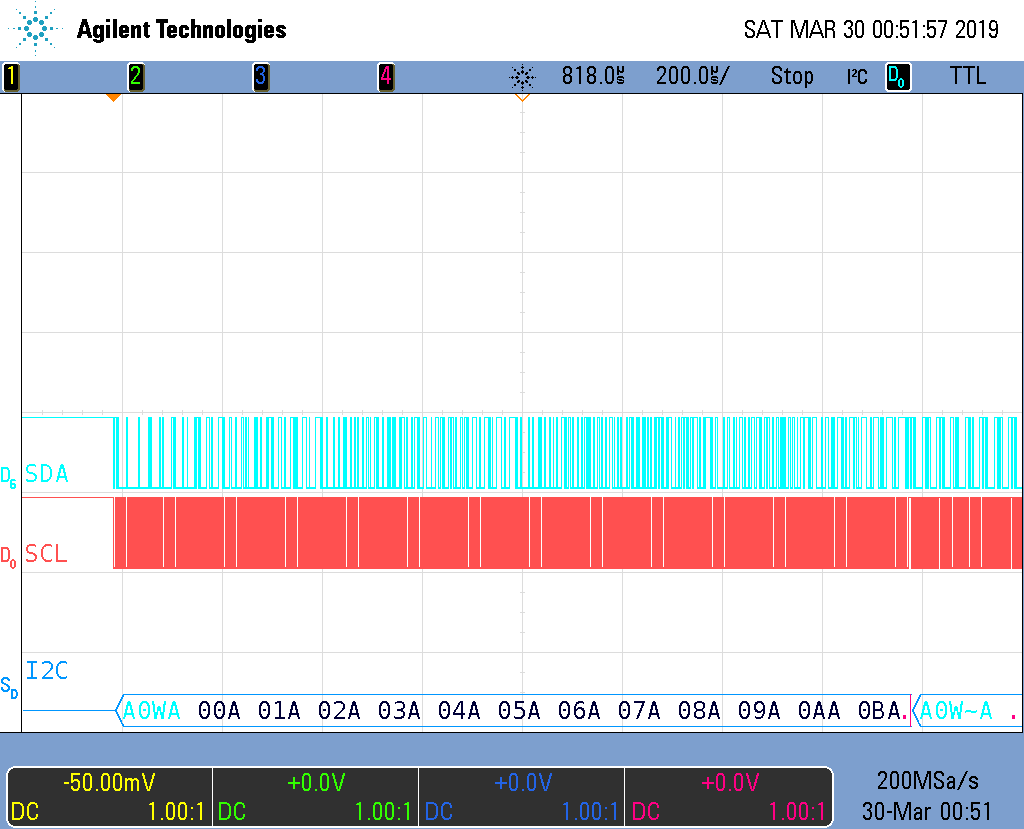 Agilent Technologies
SAT MAR 30 00:51:57 2019
1 2 3 4 818.0µs 200.0µs/ Stop I²C D0 TTL
D6 SDA
D0 SCL
I2C
SD
A0WA 00A 01A 02A 03A 04A 05A 06A 07A 08A 09A 0AA 0BA. A0W~A .
-50.00mV +0.0V +0.0V +0.0V 200MSa/s
DC 1.00:1 DC 1.00:1 DC 1.00:1 DC 1.00:1 30-Mar 00:51